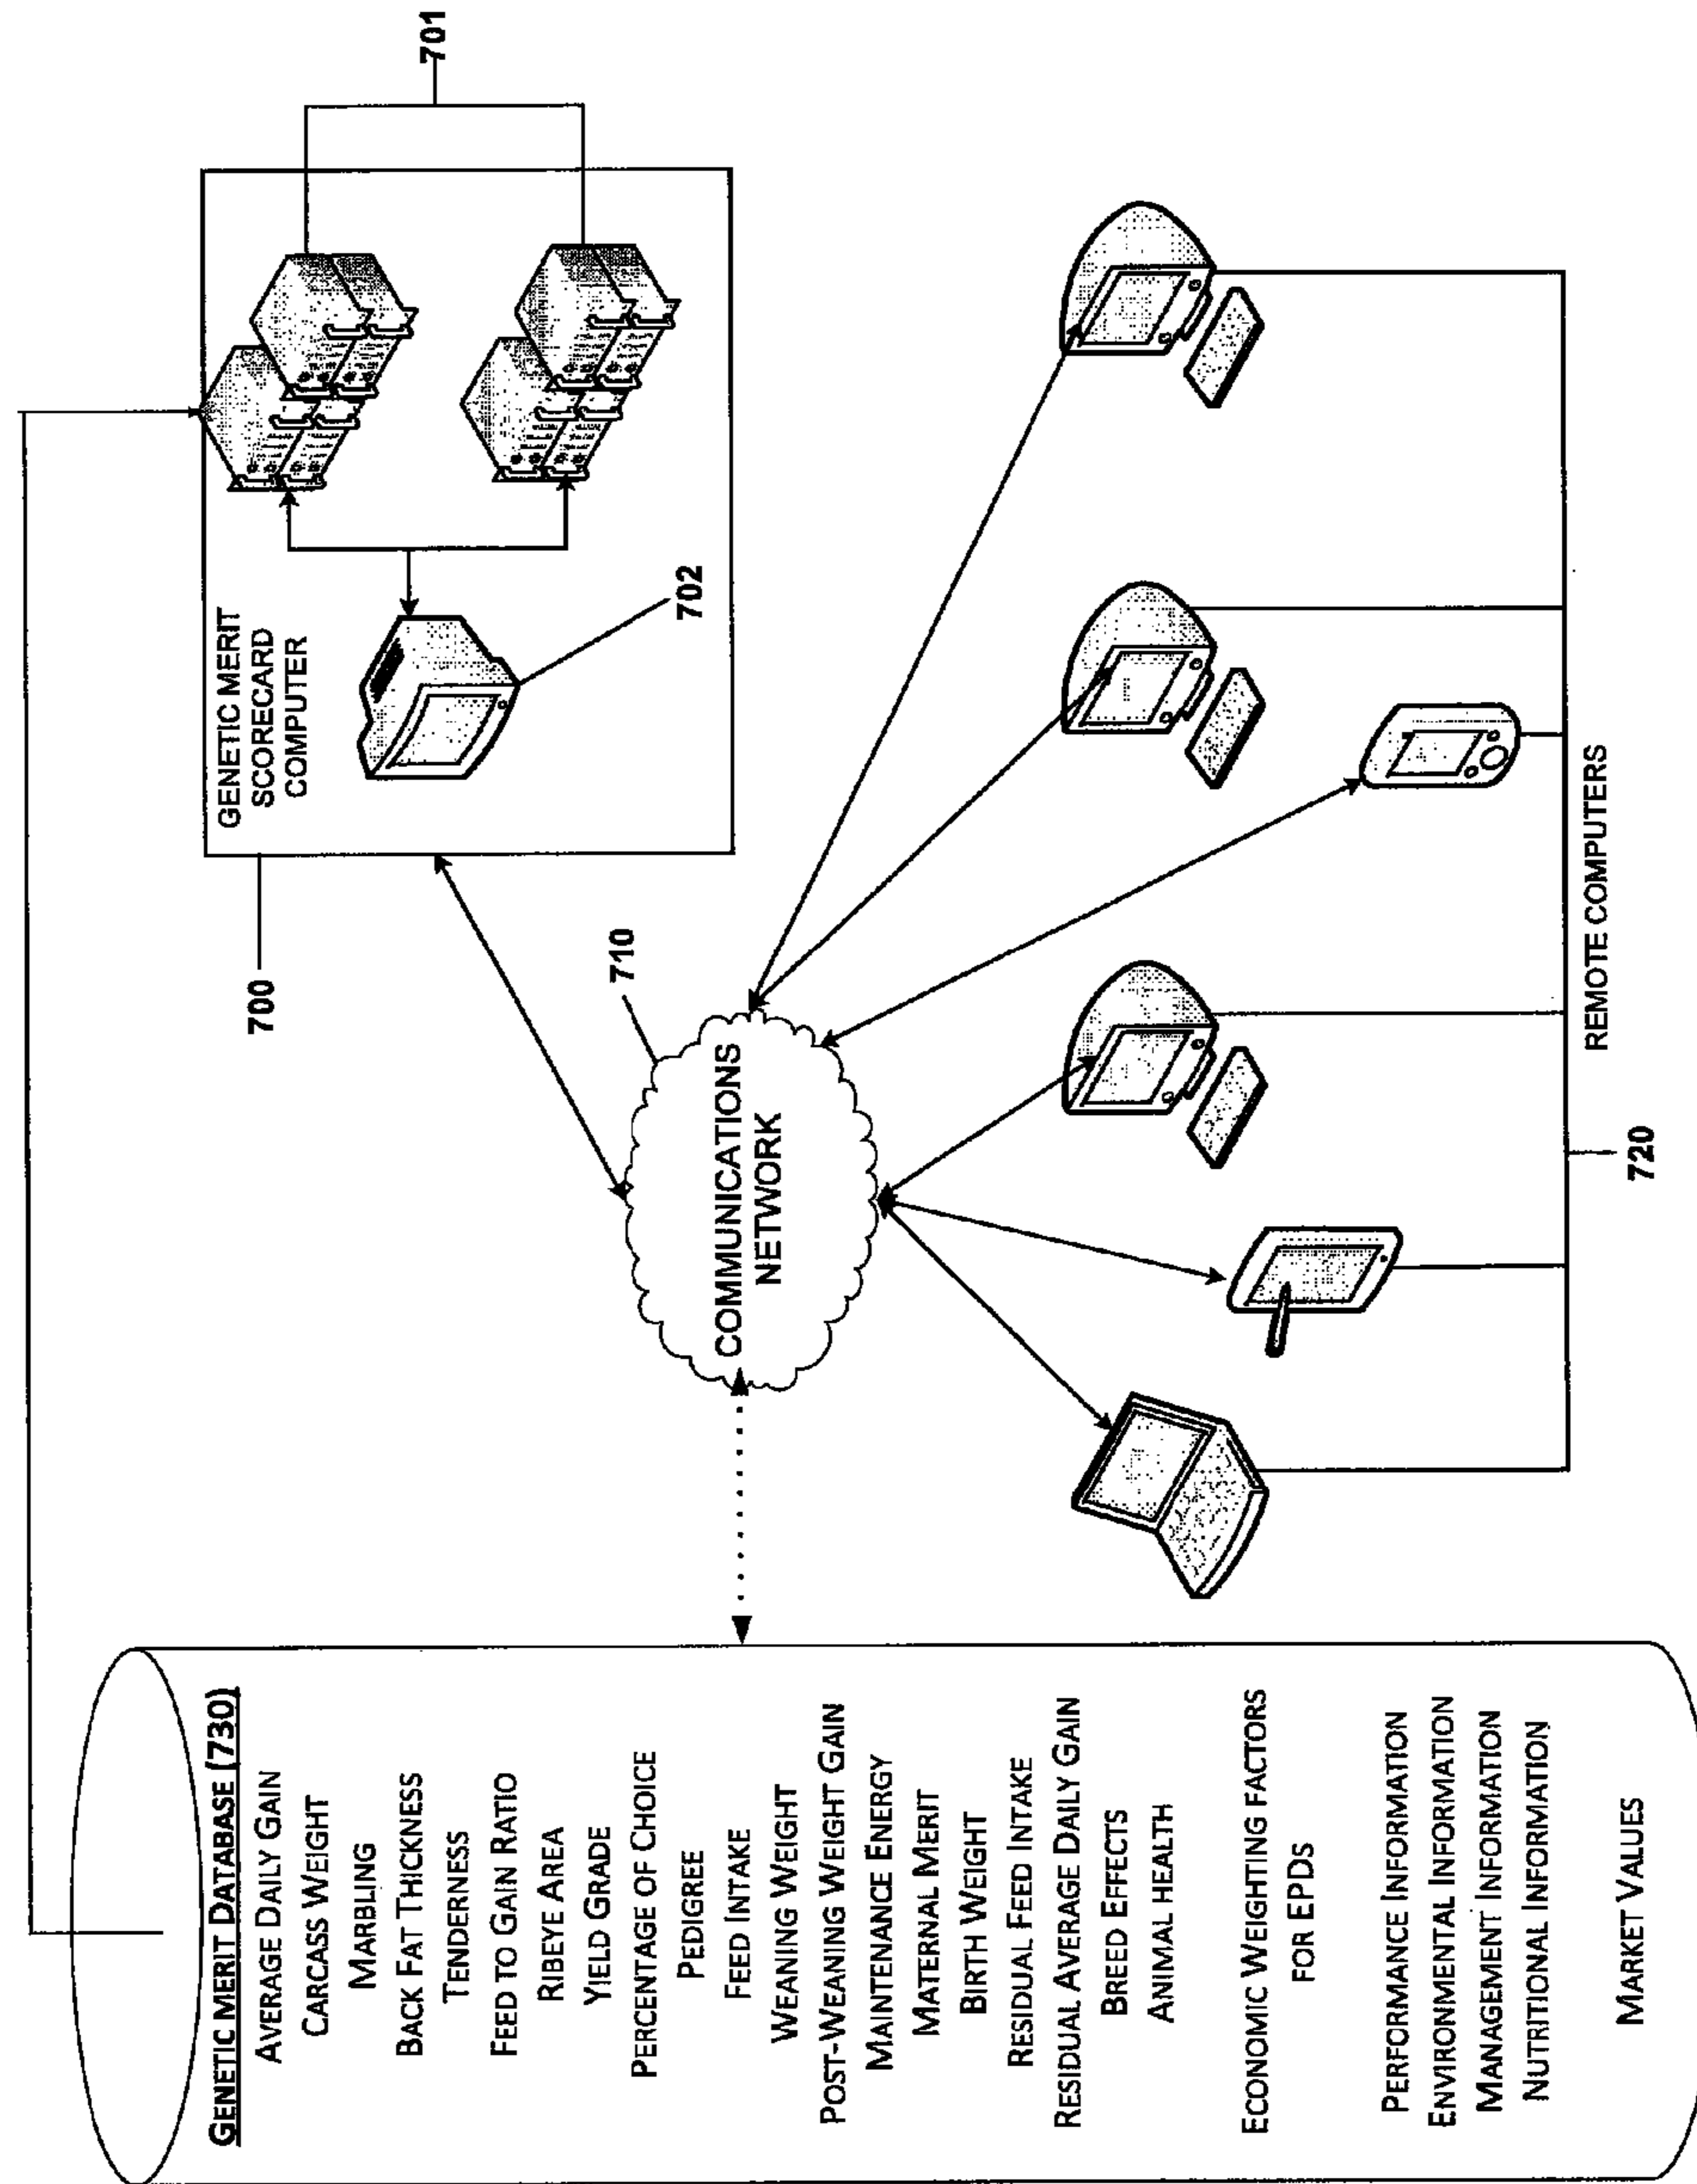 GENETIC MERIT DATABASE (730)
AVERAGE DAILY GAIN
CARCASS WEIGHT
MARBLING
BACK FAT THICKNESS
TENDERNESS
FEED TO GAIN RATIO
RIBEYE AREA
YIELD GRADE
PERCENTAGE OF CHOICE
PEDIGREE
FEED INTAKE
WEANING WEIGHT
POST-WEANING WEIGHT GAIN
MAINTENANCE ENERGY
MATERNAL MERIT
BIRTH WEIGHT
RESIDUAL FEED INTAKE
RESIDUAL AVERAGE DAILY GAIN
BREED EFFECTS
ANIMAL HEALTH
ECONOMIC WEIGHTING FACTORS
FOR EPDS
PERFORMANCE INFORMATION
ENVIRONMENTAL INFORMATION
MANAGEMENT INFORMATION
NUTRITIONAL INFORMATION
MARKET VALUES
700
710
COMMUNICATIONS
NETWORK
GENETIC MERIT
SCORECARD
COMPUTER
701
702
720
REMOTE COMPUTERS